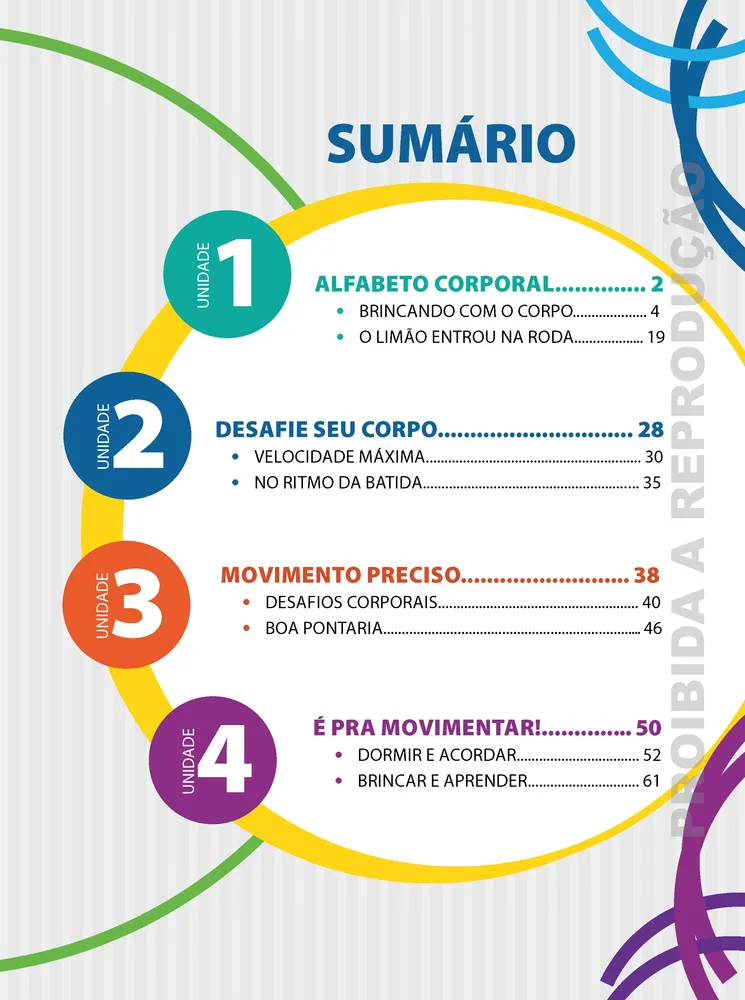 SUMÁRIO
UNIDADE 1
ALFABETO CORPORAL.............. 2
• BRINCANDO COM O CORPO.................... 4
• O LIMÃO ENTROU NA RODA................... 19
UNIDADE 2
DESAFIE SEU CORPO.............................. 28
• VELOCIDADE MÁXIMA......................................................... 30
• NO RITMO DA BATIDA......................................................... 35
UNIDADE 3
MOVIMENTO PRECISO.......................... 38
• DESAFIOS CORPORAIS..................................................... 40
• BOA PONTARIA.................................................................... 46
UNIDADE 4
É PRA MOVIMENTAR!.............. 50
• DORMIR E ACORDAR................................ 52
• BRINCAR E APRENDER............................. 61
PROIBIDA A REPRODUÇÃO